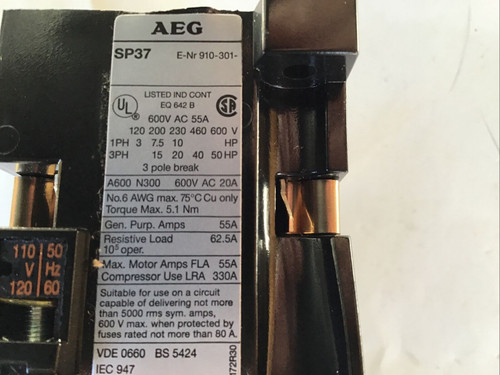 AEG
SP37 E-Nr 910-301-
LISTED IND CONT
EQ 642 B
UL SA
600V AC 55A
120 200 230 460 600 V
1PH 3 7.5 10 HP
3PH 15 20 40 50 HP
3 pole break
A600 N300 600V AC 20A
No.6 AWG max. 75°C Cu only
Torque Max. 5.1 Nm
Gen. Purp. Amps 55A
Resistive Load 62.5A
10⁵ oper.
Max. Motor Amps FLA 55A
Compressor Use LRA 330A
Suitable for use on a circuit
capable of delivering not more
than 5000 rms sym. amps,
600 V max. when protected by
fuses rated not more than 80 A.
VDE 0660 BS 5424
IEC 947
172R30
110 50
V Hz
120 60